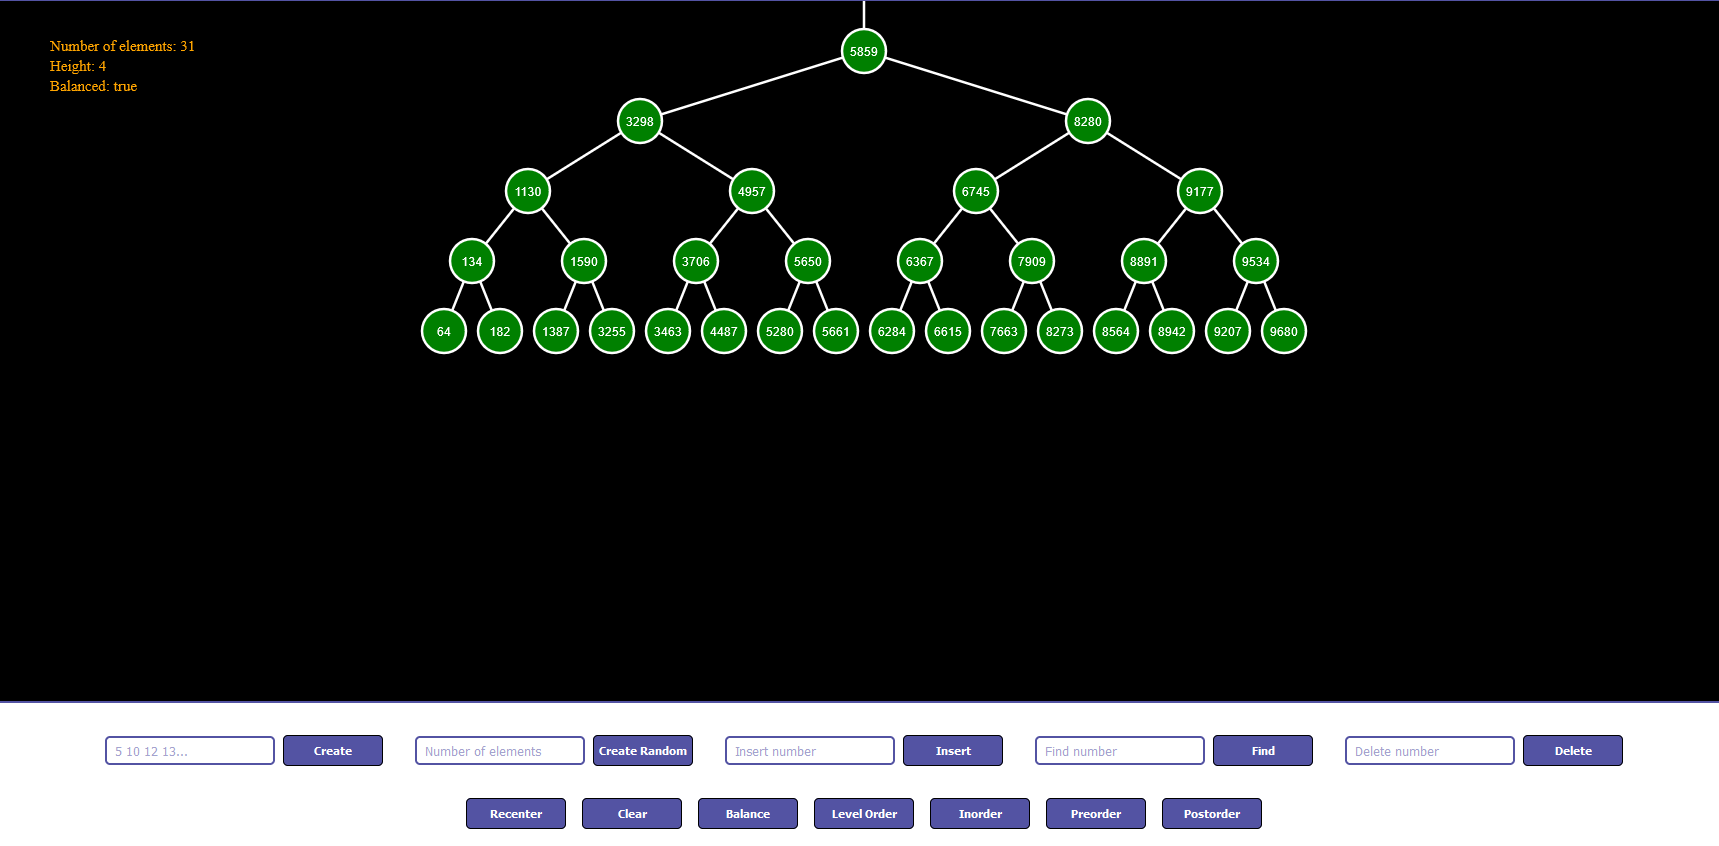 5859
Number of elements: 31
Height: 4
Balanced: true
3298 8280
1130 4957 6745 9177
134 1590 3706 5650 6367 7909 8891 9534
64 182 1387 3255 3463 4487 5280 5661 6284 6615 7663 8273 8564 8942 9207 9680
5 10 12 13... Create Number of elements Create Random Insert number Insert Find number Find Delete number Delete
Recenter Clear Balance Level Order Inorder Preorder Postorder